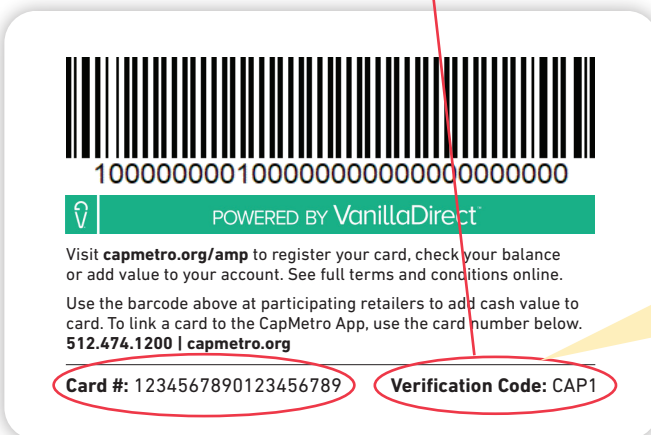 100000000100000000000000000000
POWERED BY VanillaDirect
Visit capmetro.org/amp to register your card, check your balance
or add value to your account. See full terms and conditions online.
Use the barcode above at participating retailers to add cash value to
card. To link a card to the CapMetro App, use the card number below.
512.474.1200 | capmetro.org
Card #: 1234567890123456789 Verification Code: CAP1